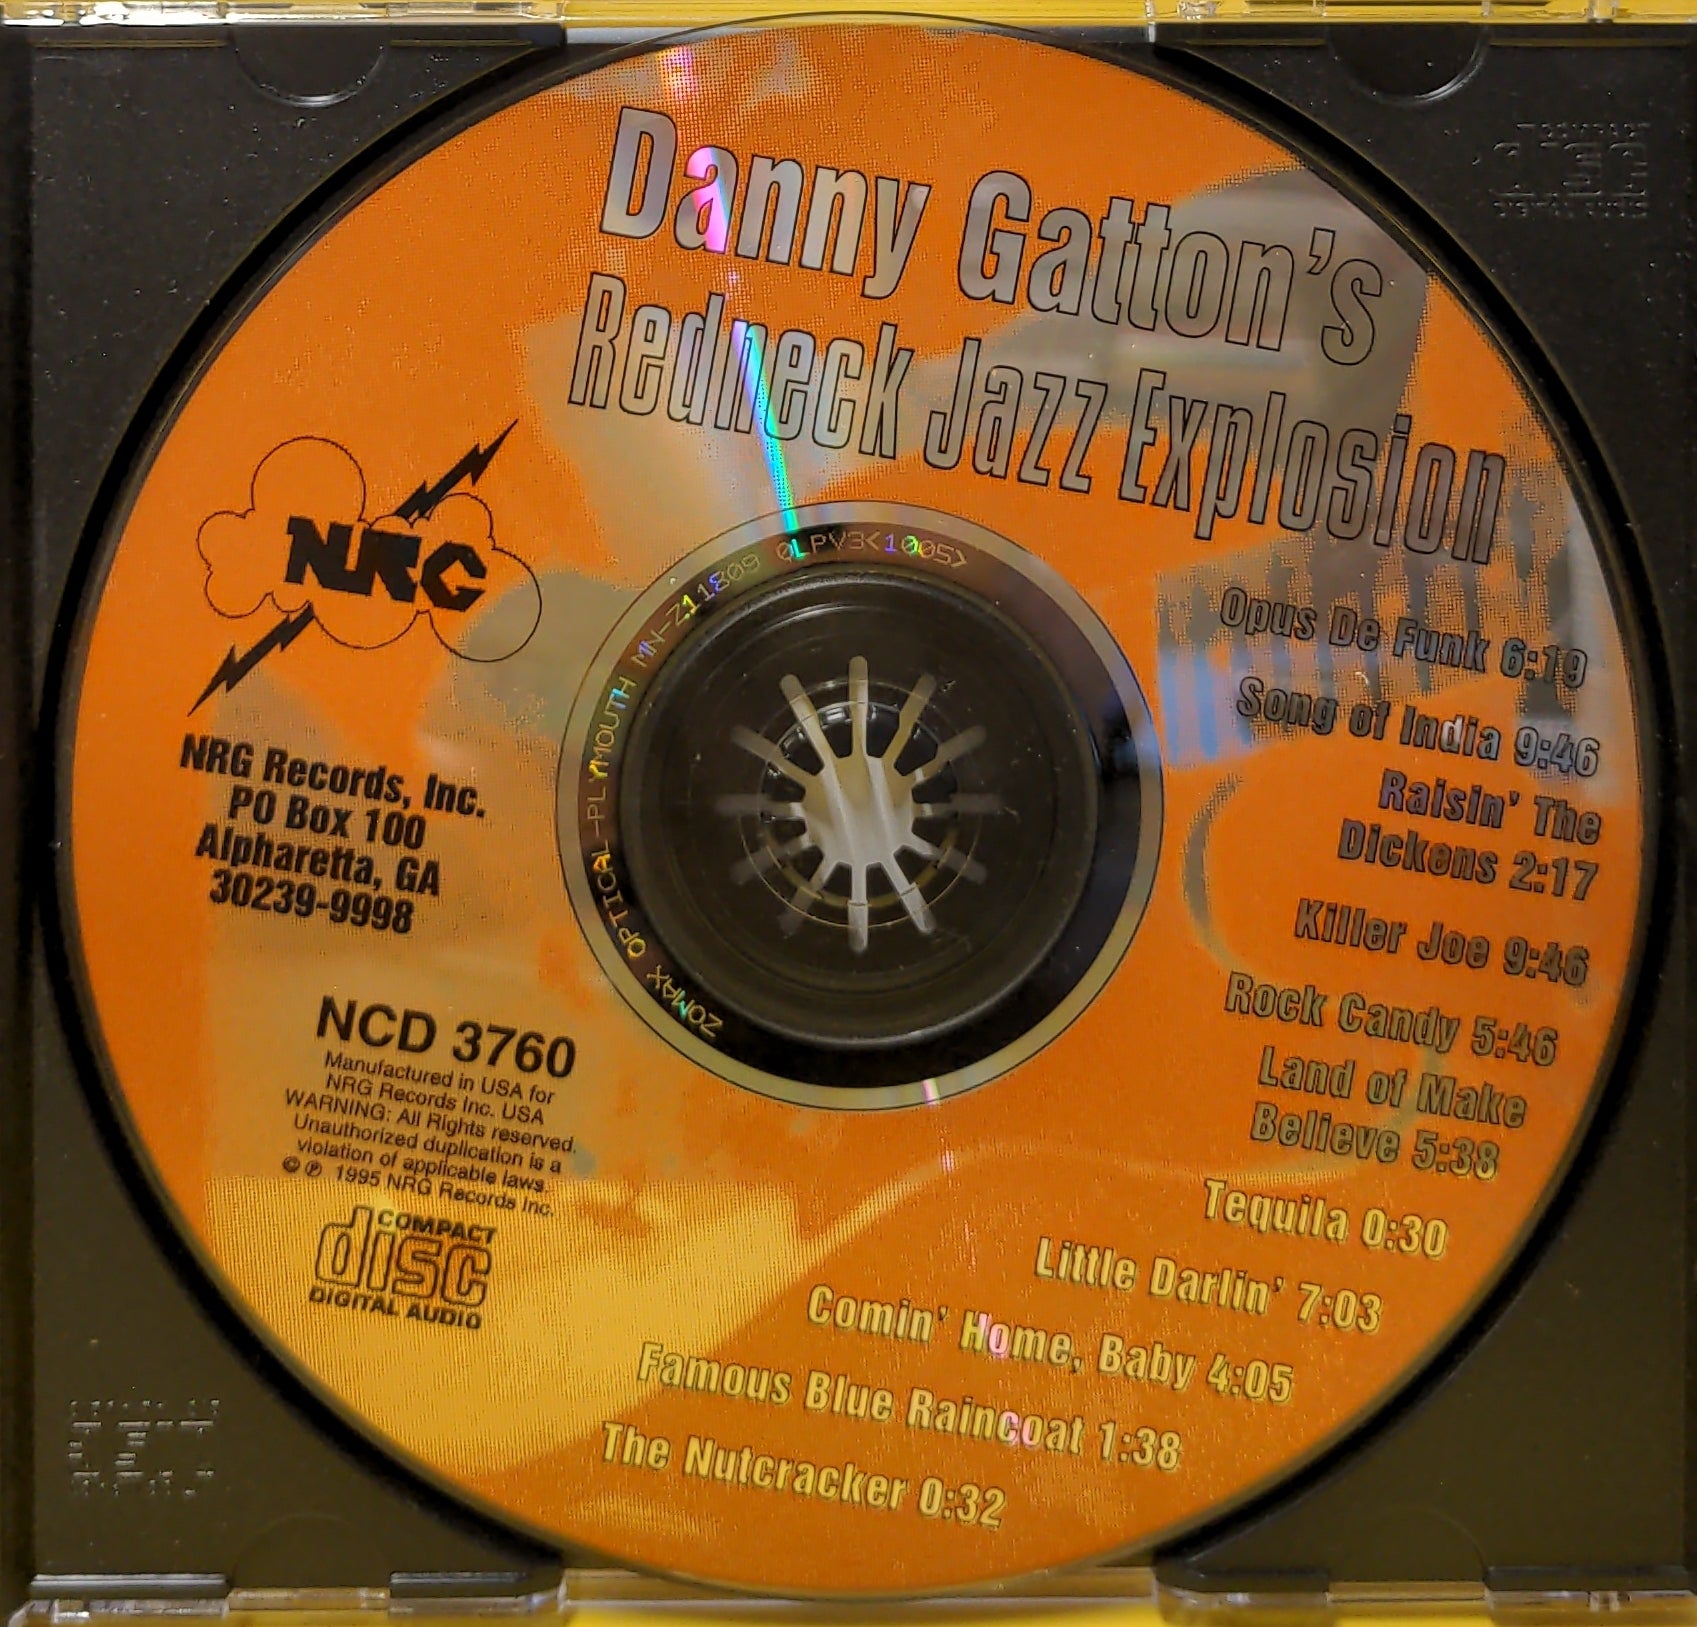 Danny Gatton's
Redneck Jazz Explosion
NRG
NRG Records, Inc.
PO Box 100
Alpharetta, GA
30239-9998
NCD 3760
Manufactured in USA for
NRG Records Inc. USA
WARNING: All Rights reserved.
Unauthorized duplication is a
violation of applicable laws.
© ℗ 1995 NRG Records Inc.
COMPACT
disc
DIGITAL AUDIO
ZOMAX OPTICAL-PLYMOUTH MN-Z11809 0LPV3<1005>
Opus De Funk 6:19
Song of India 9:46
Raisin' The
Dickens 2:17
Killer Joe 9:46
Rock Candy 5:46
Land of Make
Believe 5:38
Tequila 0:30
Little Darlin' 7:03
Comin' Home, Baby 4:05
Famous Blue Raincoat 1:38
The Nutcracker 0:32